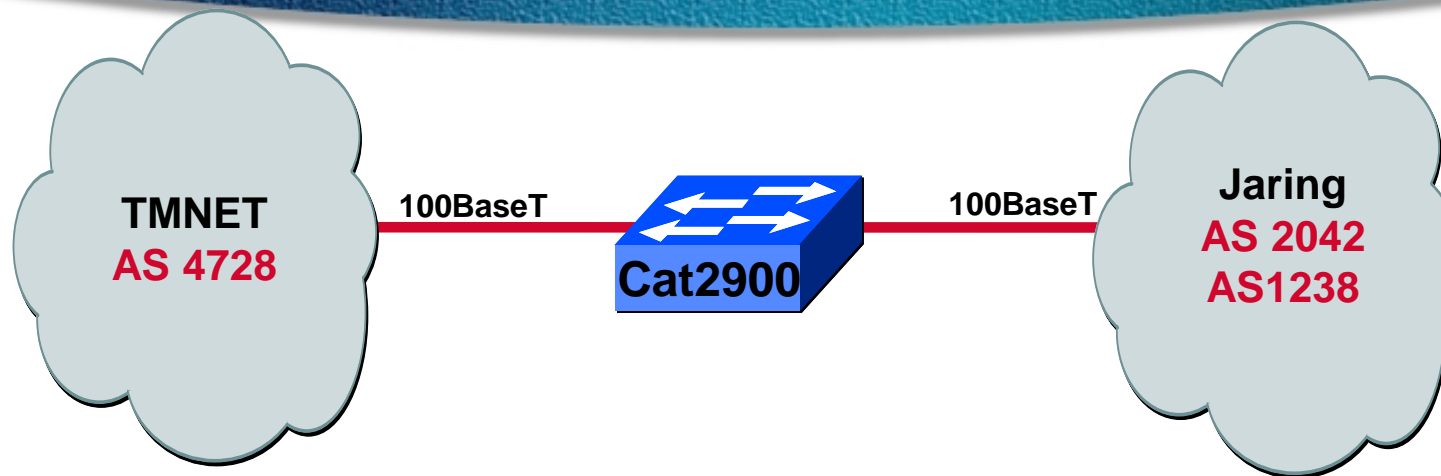 TMNET
AS 4728
100BaseT
Cat2900
100BaseT
Jaring
AS 2042
AS1238